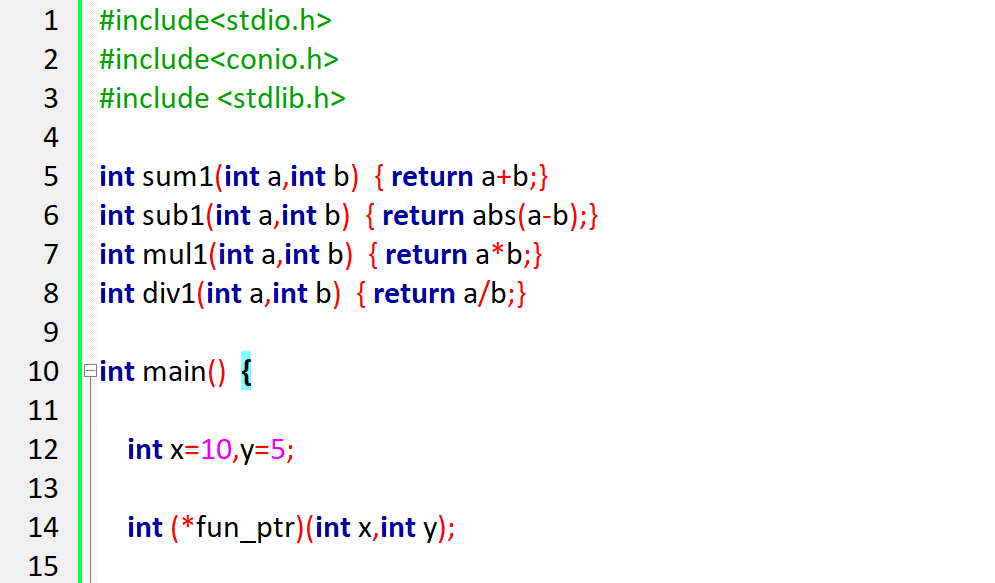 1 #include<stdio.h>
2 #include<conio.h>
3 #include <stdlib.h>
4
5 int sum1(int a,int b)  { return a+b;}
6 int sub1(int a,int b)  { return abs(a-b);}
7 int mul1(int a,int b)  { return a*b;}
8 int div1(int a,int b)  { return a/b;}
9
10 int main()  {
11
12 int x=10,y=5;
13
14 int (*fun_ptr)(int x,int y);
15